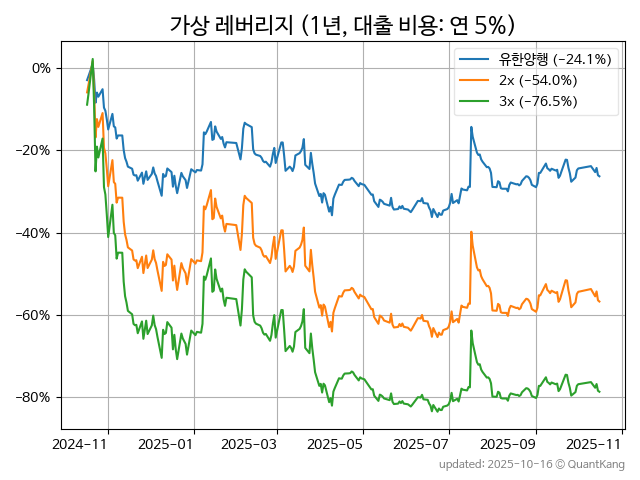 가상 레버리지 (1년, 대출 비용: 연 5%)
유한양행 (−24.1%)
2x (−54.0%)
3x (−76.5%)
0%
−20%
−40%
−60%
−80%
2024-11 2025-01 2025-03 2025-05 2025-07 2025-09 2025-11
updated: 2025-10-16 © QuantKang